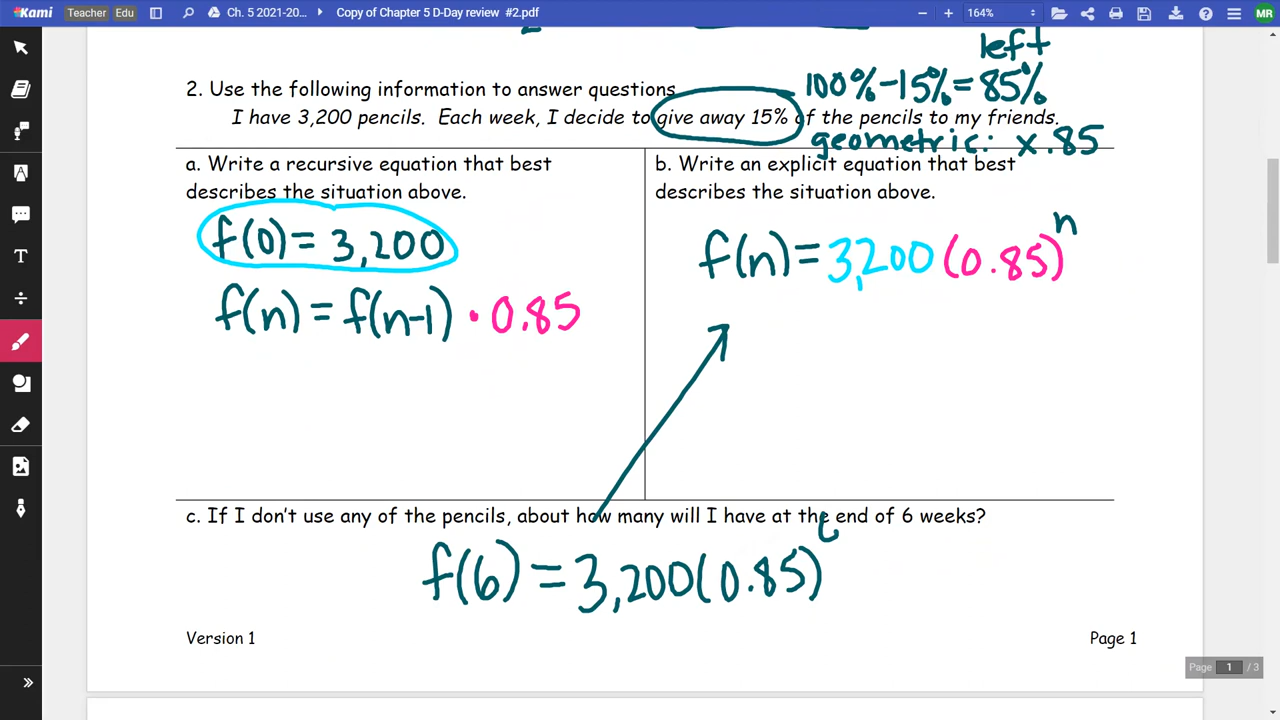 Kami Teacher Edu Ch. 5 2021-20... Copy of Chapter 5 D-Day review #2.pdf 164% MR
left
100%-15%=85%
2. Use the following information to answer questions
I have 3,200 pencils. Each week, I decide to give away 15% of the pencils to my friends.
geometric: x .85
a. Write a recursive equation that best
describes the situation above.
f(0) = 3,200
f(n) = f(n-1) • 0.85
b. Write an explicit equation that best
describes the situation above.
f(n) = 3,200 (0.85)^n
c. If I don't use any of the pencils, about how many will I have at the end of 6 weeks?
f(6) = 3,200(0.85)
Version 1
Page 1
Page 1 / 3